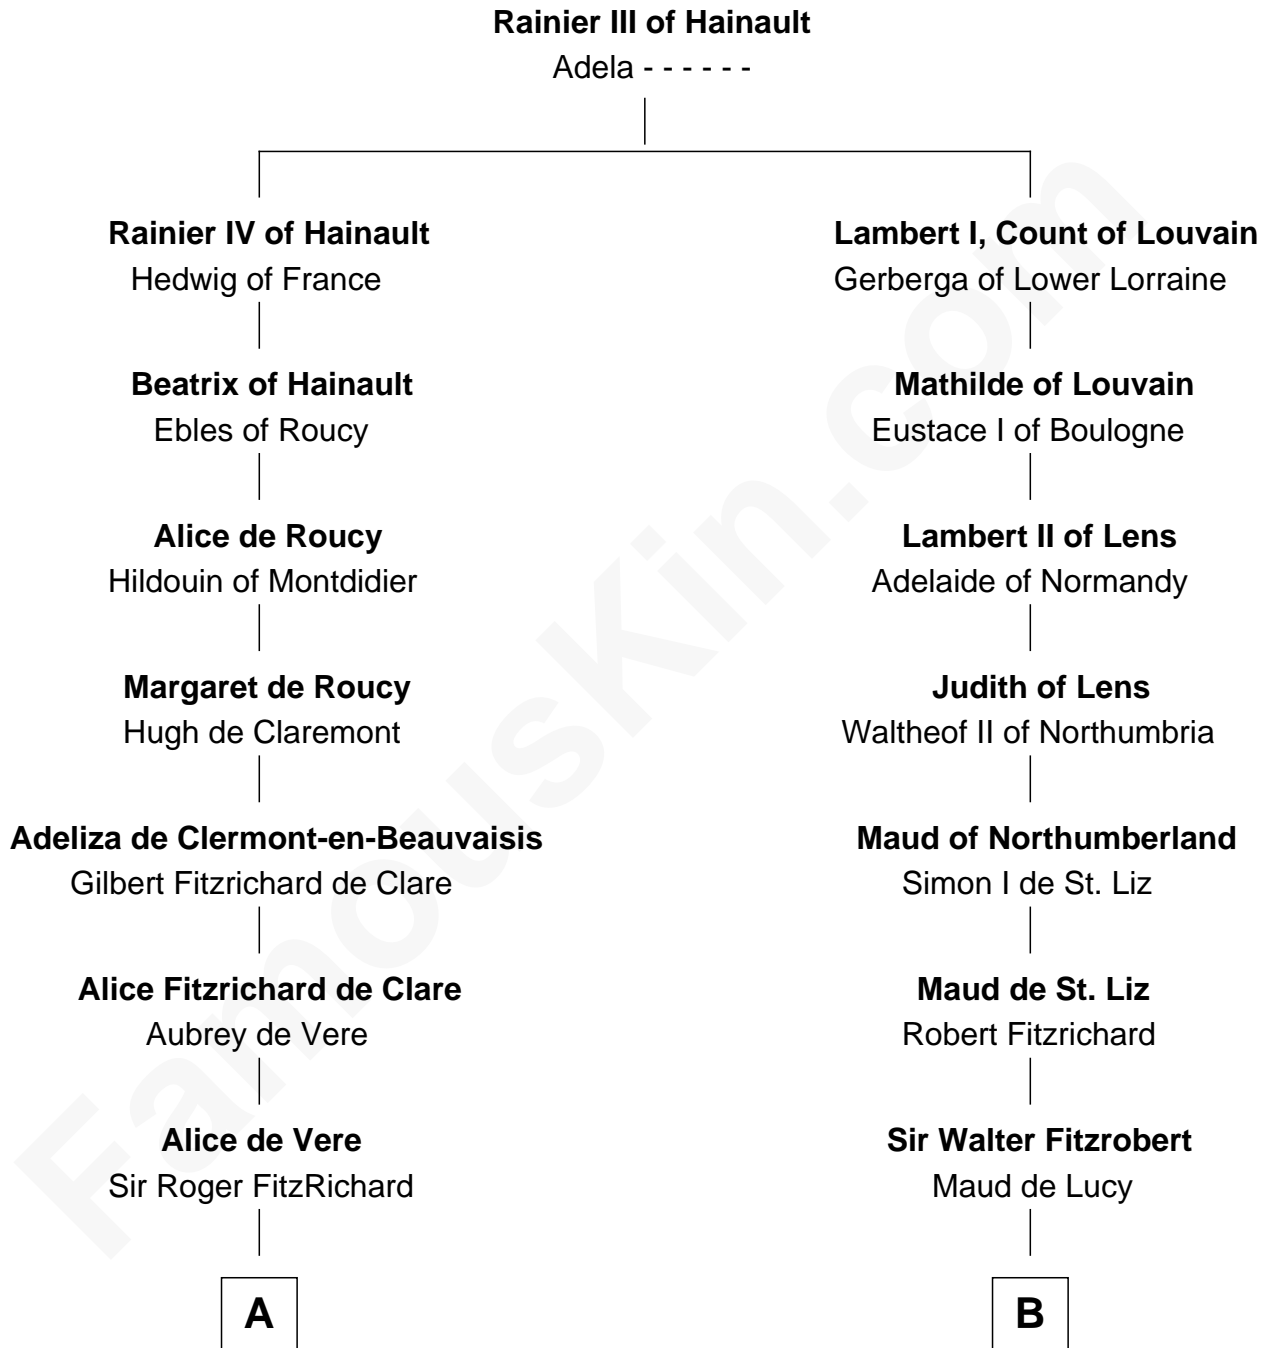 Rainier III of Hainault
Adela - - - - - -
Rainier IV of Hainault
Hedwig of France
Lambert I, Count of Louvain
Gerberga of Lower Lorraine
Beatrix of Hainault
Ebles of Roucy
Mathilde of Louvain
Eustace I of Boulogne
Alice de Roucy
Hildouin of Montdidier
Lambert II of Lens
Adelaide of Normandy
Margaret de Roucy
Hugh de Claremont
Judith of Lens
Waltheof II of Northumbria
Adeliza de Clermont-en-Beauvaisis
Gilbert Fitzrichard de Clare
Maud of Northumberland
Simon I de St. Liz
Alice Fitzrichard de Clare
Aubrey de Vere
Maud de St. Liz
Robert Fitzrichard
Alice de Vere
Sir Roger FitzRichard
Sir Walter Fitzrobert
Maud de Lucy
A
B
FamousKin.com